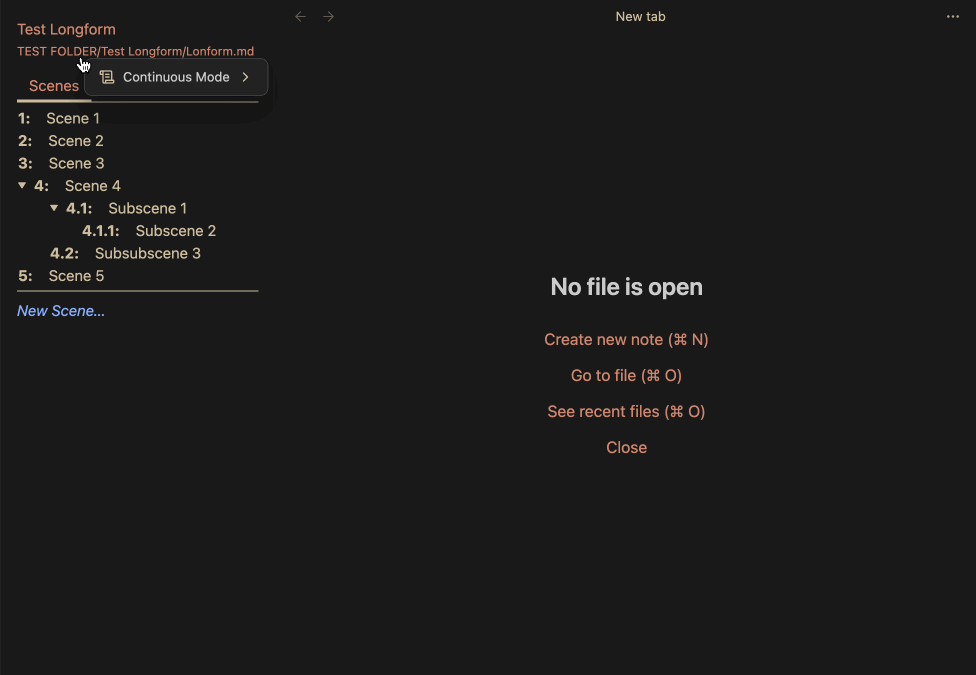 New tab
Test Longform
TEST FOLDER/Test Longform/Lonform.md
Continuous Mode
Scenes
1: Scene 1
2: Scene 2
3: Scene 3
4: Scene 4
4.1: Subscene 1
4.1.1: Subscene 2
4.2: Subsubscene 3
5: Scene 5
New Scene...
No file is open
Create new note (⌘ N)
Go to file (⌘ O)
See recent files (⌘ O)
Close